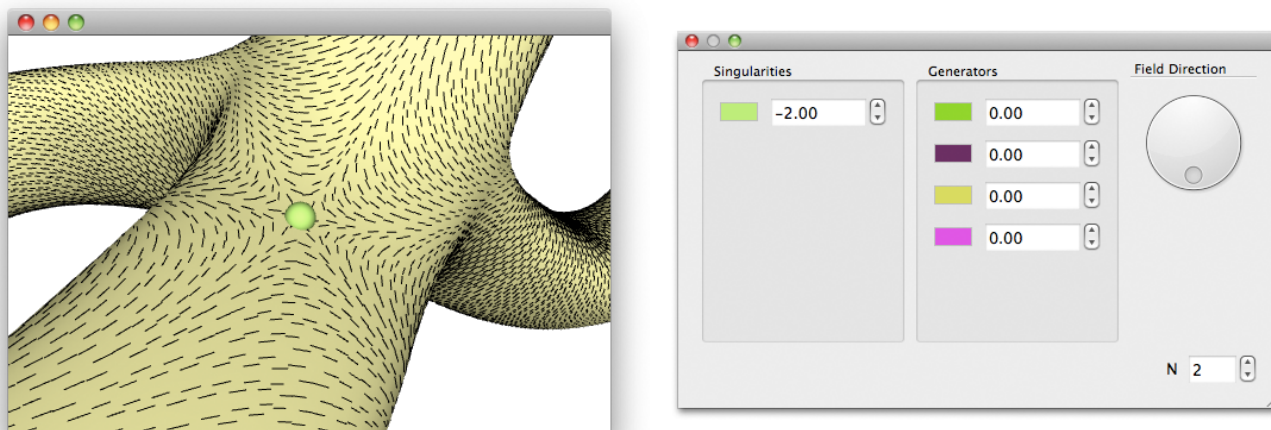 Singularities
Generators
Field Direction
-2.00
0.00
0.00
0.00
0.00
N 2